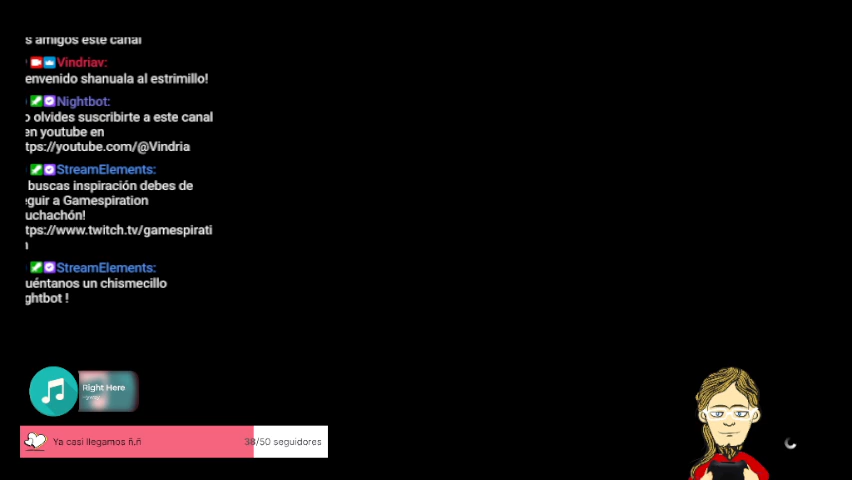 s amigos este canal
Vindriav:
envenido shanuala al estrimillo!
Nightbot:
o olvides suscribirte a este canal
en youtube en
tps://youtube.com/@Vindria
StreamElements:
buscas inspiración debes de
eguir a Gamespiration
uchachón!
tps://www.twitch.tv/gamespirati
n
StreamElements:
uéntanos un chismecillo
ghtbot !
Right Here
Ya casi llegamos ñ.ñ 38/50 seguidores